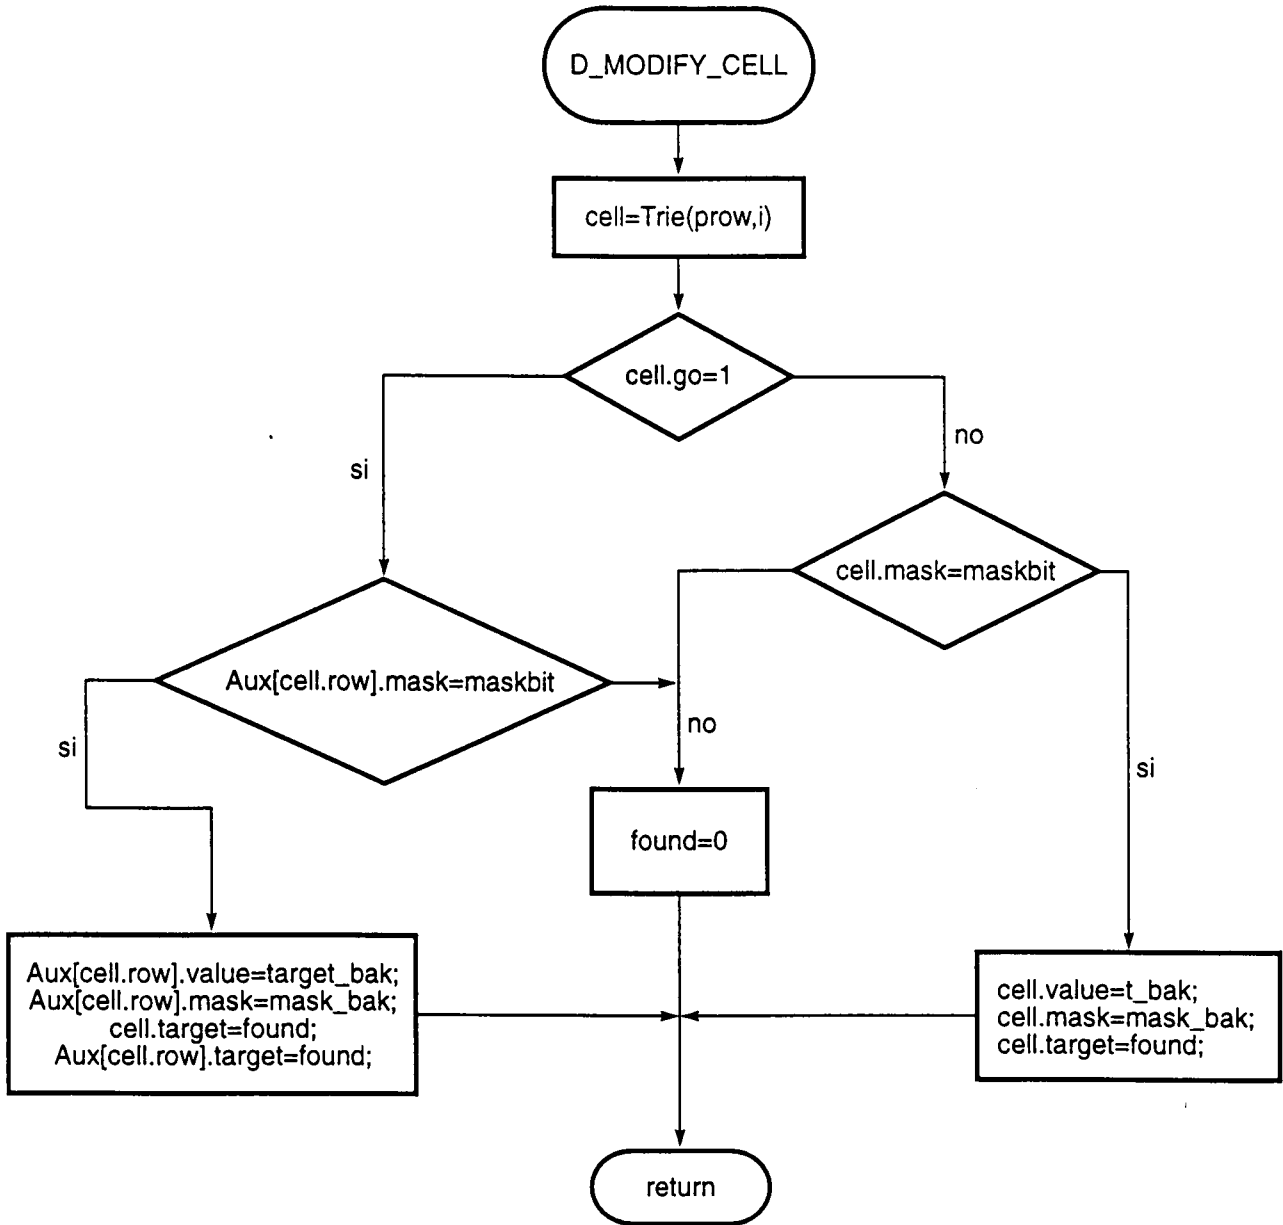 D_MODIFY_CELL
cell=Trie(prow,i)
cell.go=1
no
si
cell.mask=maskbit
Aux[cell.row].mask=maskbit
no
si
si
found=0
Aux[cell.row].value=target_bak;
Aux[cell.row].mask=mask_bak;
cell.target=found;
Aux[cell.row].target=found;
cell.value=t_bak;
cell.mask=mask_bak;
cell.target=found;
return